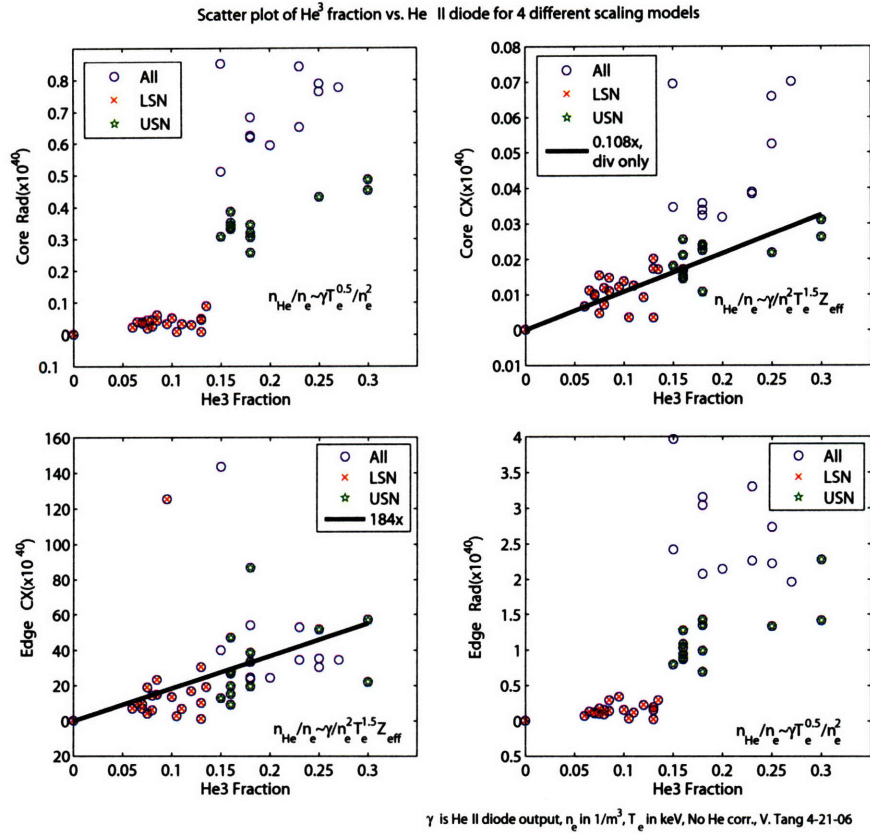 Scatter plot of He³ fraction vs. He II diode for 4 different scaling models
0.8
0.7
0.6
0.5
0.4
0.3
0.2
0.1
0
0.1
Core Rad(x10⁴⁰)
All
LSN
USN
n_He/n_e~γT_e^0.5/n_e^2
0 0.05 0.1 0.15 0.2 0.25 0.3
He3 Fraction
0.08
0.07
0.06
0.05
0.04
0.03
0.02
0.01
0
0.01
Core CX(x10⁴⁰)
All
LSN
USN
0.108x,
div only
n_He/n_e~γ/n_e^2T_e^1.5Z_eff
0 0.05 0.1 0.15 0.2 0.25 0.3
He3 Fraction
160
140
120
100
80
60
40
20
0
20
Edge CX(x10⁴⁰)
All
LSN
USN
184x
n_He/n_e~γ/n_e^2T_e^1.5Z_eff
0 0.05 0.1 0.15 0.2 0.25 0.3
He3 Fraction
4
3.5
3
2.5
2
1.5
1
0.5
0
0.5
Edge Rad(x10⁴⁰)
All
LSN
USN
n_He/n_e~γT_e^0.5/n_e^2
0 0.05 0.1 0.15 0.2 0.25 0.3
He3 Fraction
γ is He II diode output, n_e in 1/m³, T_e in keV, No He corr., V. Tang 4-21-06